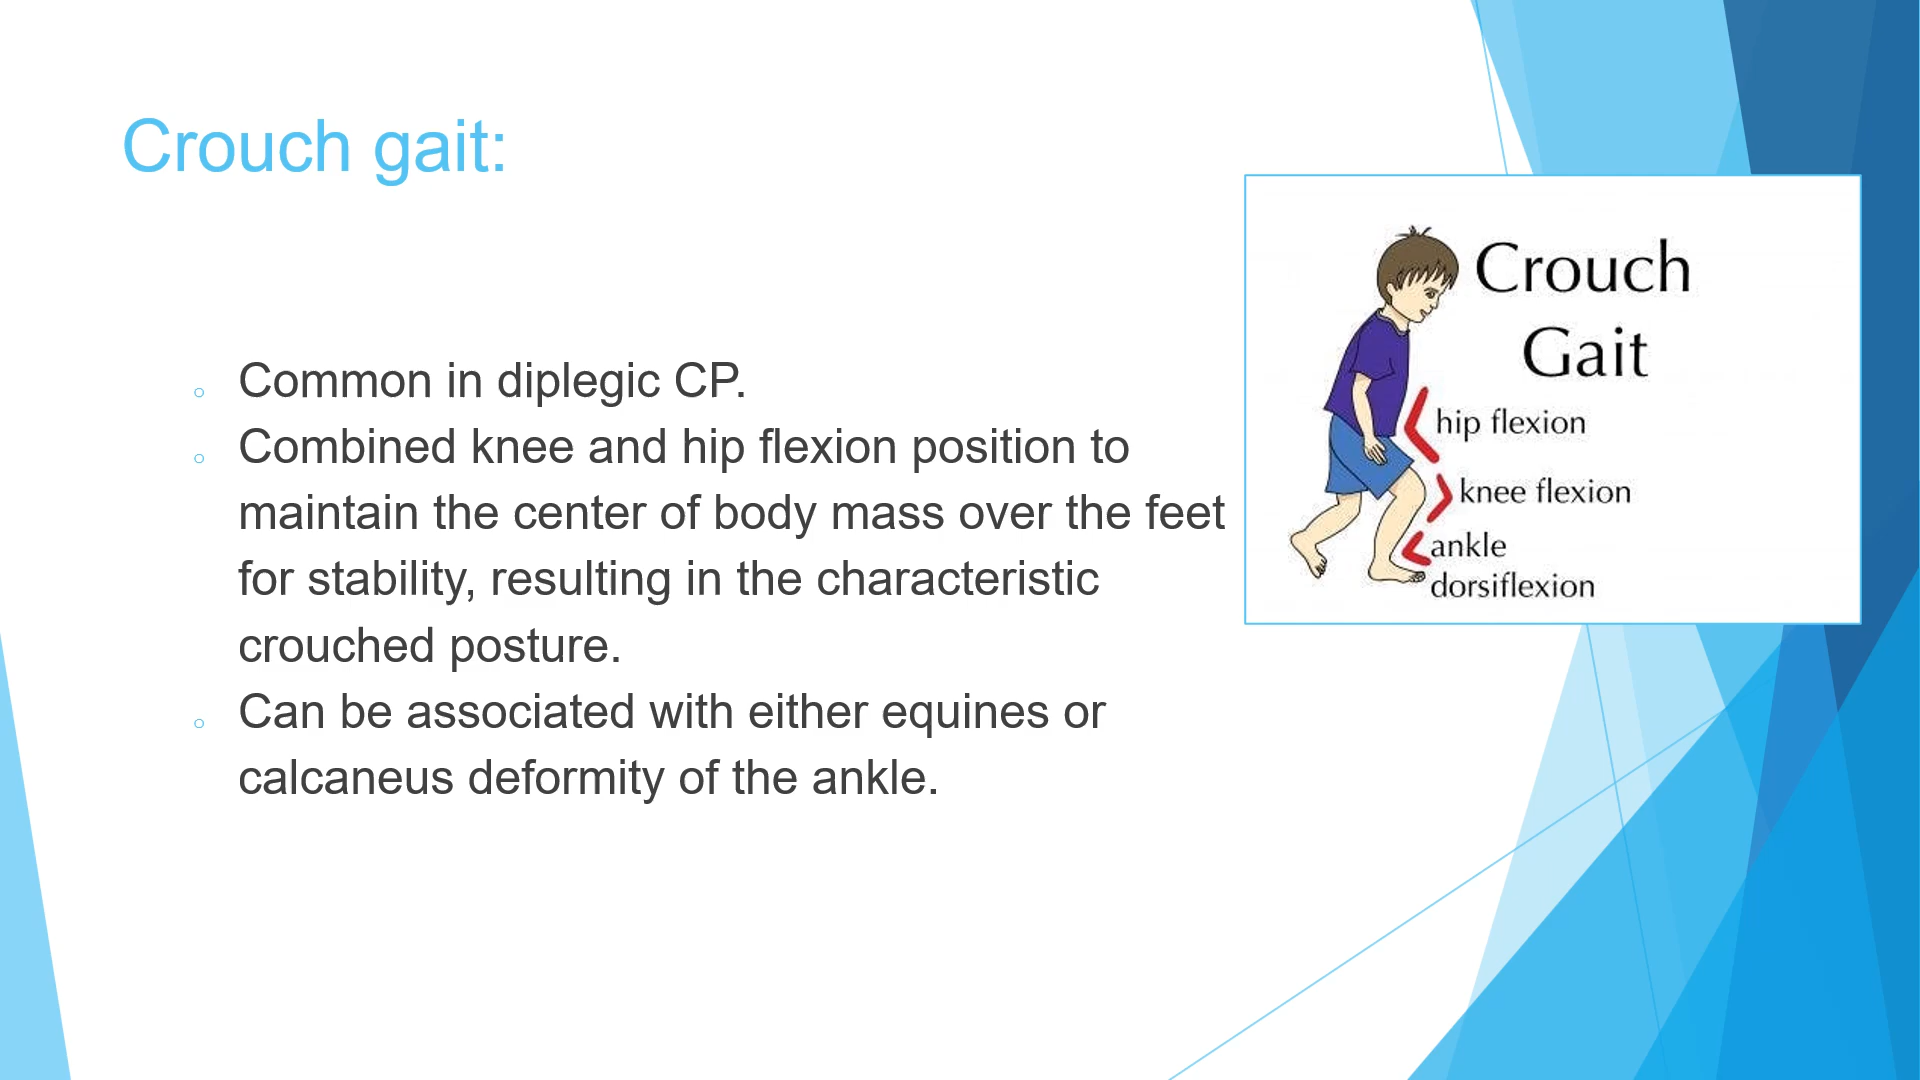 Crouch gait:
○ Common in diplegic CP.
○ Combined knee and hip flexion position to
maintain the center of body mass over the feet
for stability, resulting in the characteristic
crouched posture.
○ Can be associated with either equines or
calcaneus deformity of the ankle.
Crouch
Gait
hip flexion
knee flexion
ankle
dorsiflexion